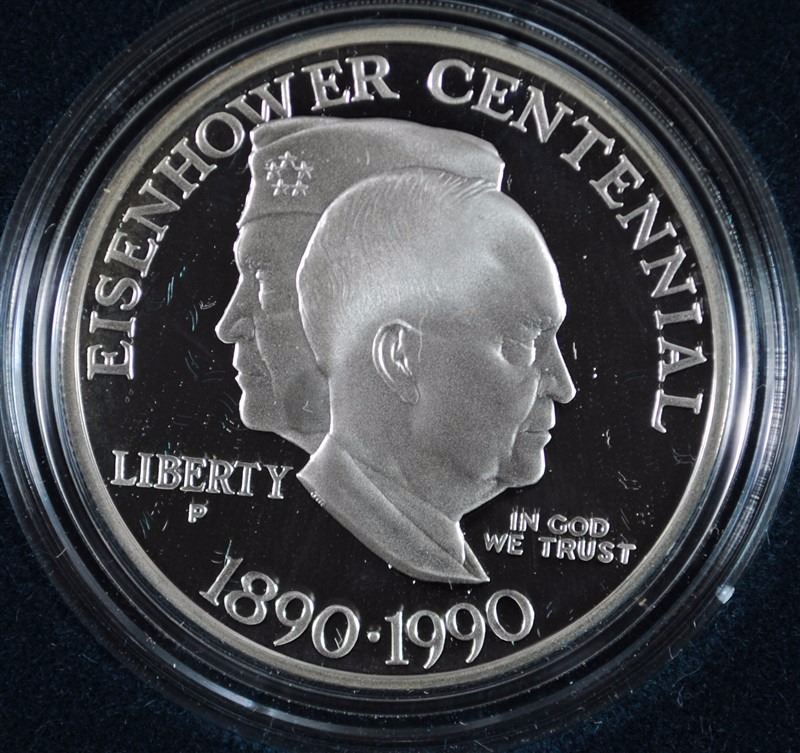 EISENHOWER CENTENNIAL
LIBERTY
P
IN GOD
WE TRUST
1890·1990